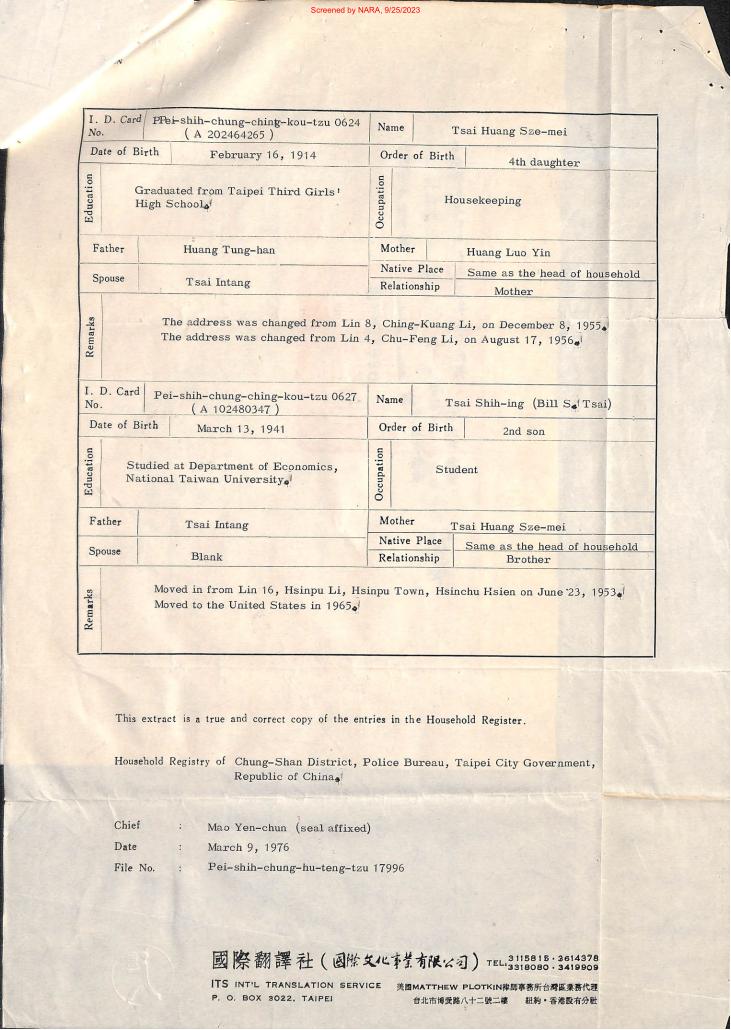 Screened by NARA, 9/25/2023
I. D. Card No. PPei-shih-chung-ching-kou-tzu 0624 ( A 202464265 ) Name Tsai Huang Sze-mei
Date of Birth February 16, 1914 Order of Birth 4th daughter
Education Graduated from Taipei Third Girls' High School. Occupation Housekeeping
Father Huang Tung-han Mother Huang Luo Yin
Spouse Tsai Intang Native Place Same as the head of household
Relationship Mother
Remarks The address was changed from Lin 8, Ching-Kuang Li, on December 8, 1955.
The address was changed from Lin 4, Chu-Feng Li, on August 17, 1956.
I. D. Card No. Pei-shih-chung-ching-kou-tzu 0627 ( A 102480347 ) Name Tsai Shih-ing (Bill S. Tsai)
Date of Birth March 13, 1941 Order of Birth 2nd son
Education Studied at Department of Economics, National Taiwan University. Occupation Student
Father Tsai Intang Mother Tsai Huang Sze-mei
Spouse Blank Native Place Same as the head of household
Relationship Brother
Remarks Moved in from Lin 16, Hsinpu Li, Hsinpu Town, Hsinchu Hsien on June 23, 1953.
Moved to the United States in 1965.
This extract is a true and correct copy of the entries in the Household Register.
Household Registry of Chung-Shan District, Police Bureau, Taipei City Government,
Republic of China.
Chief : Mao Yen-chun (seal affixed)
Date : March 9, 1976
File No. : Pei-shih-chung-hu-teng-tzu 17996
國際翻譯社(國際文化事業有限公司) TEL: 3115815・3614378
3318080・3419909
ITS INT'L TRANSLATION SERVICE 美國MATTHEW PLOTKIN律師事務所台灣區業務代理
P. O. BOX 3022, TAIPEI 台北市博愛路八十二號二樓 紐約・香港設有分社